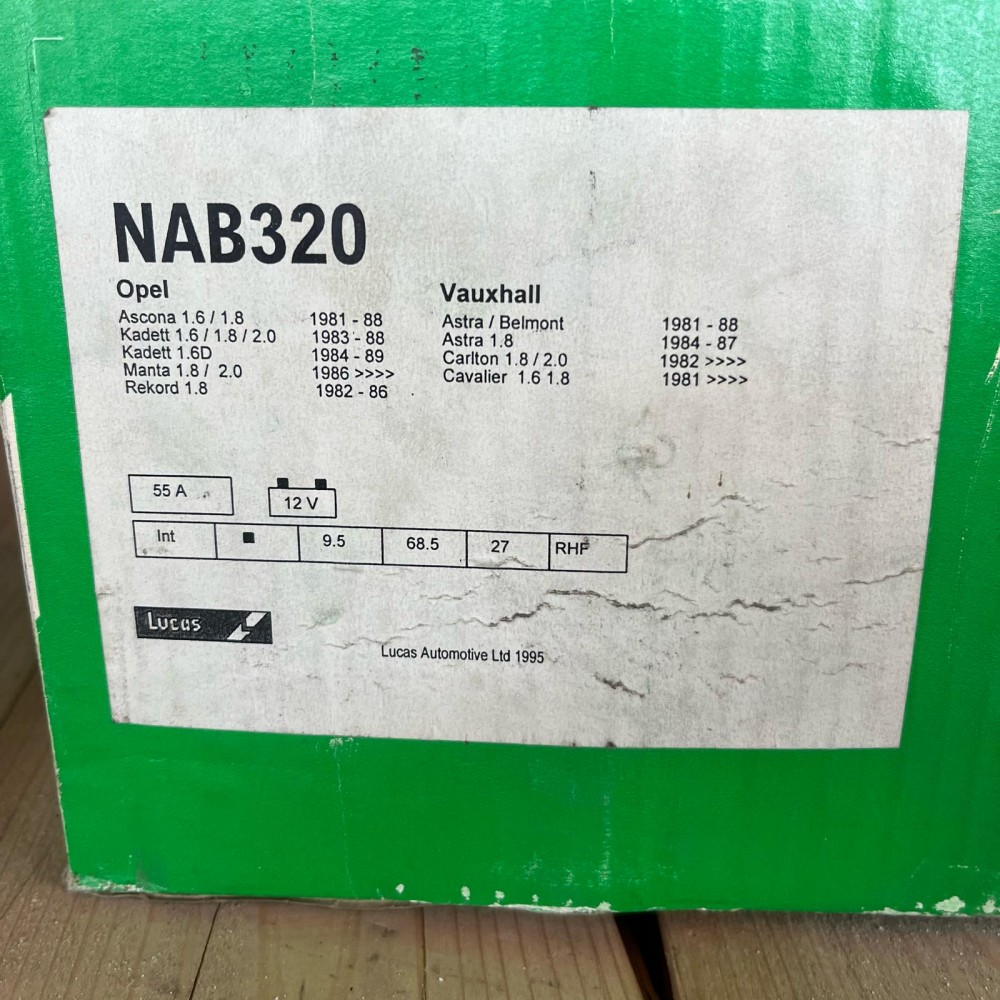 NAB320
Opel
Ascona 1.6 / 1.8 1981 - 88
Kadett 1.6 / 1.8 / 2.0 1983 - 88
Kadett 1.6D 1984 - 89
Manta 1.8 / 2.0 1986 >>>>
Rekord 1.8 1982 - 86
Vauxhall
Astra / Belmont 1981 - 88
Astra 1.8 1984 - 87
Carlton 1.8 / 2.0 1982 >>>>
Cavalier 1.6 1.8 1981 >>>>
55 A
12 V
Int ■ 9.5 68.5 27 RHF
Lucas
Lucas Automotive Ltd 1995